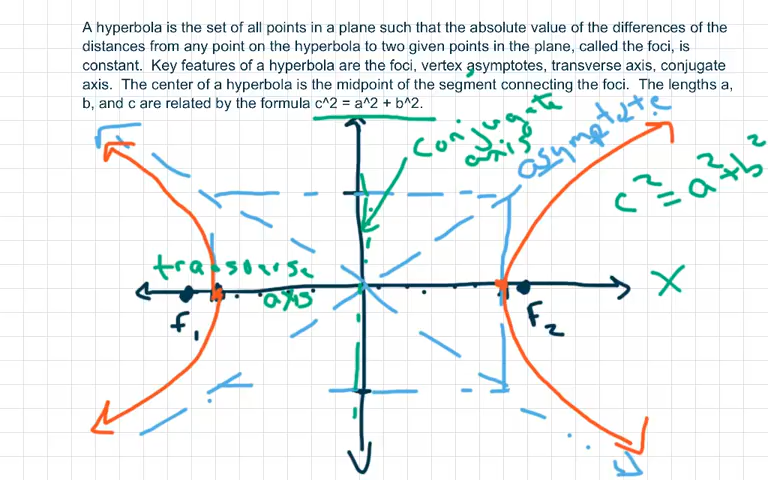 A hyperbola is the set of all points in a plane such that the absolute value of the differences of the
distances from any point on the hyperbola to two given points in the plane, called the foci, is
constant.  Key features of a hyperbola are the foci, vertex asymptotes, transverse axis, conjugate
axis.  The center of a hyperbola is the midpoint of the segment connecting the foci.  The lengths a,
b, and c are related by the formula c^2 = a^2 + b^2.
conjugate
axis
asymptote
c²=a²+b²
transverse
axis
X
f₁
F₂